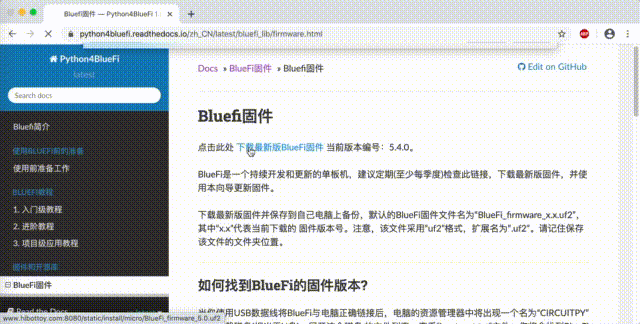 Bluefi固件 — Python4BlueFi 1.
python4bluefi.readthedocs.io/zh_CN/latest/bluefi_lib/firmware.html
Python4BlueFi
latest
Search docs
Bluefi简介
使用BLUEFI前的准备
使用前准备工作
BLUEFI教程
1. 入门级教程
2. 进阶教程
3. 项目级应用教程
固件和开源库
BlueFi固件
Read the Docs
www.hibottoy.com:8080/static/install/micro/BlueFi_firmware_5.0.uf2
Docs » BlueFi固件 » Bluefi固件
Edit on GitHub
Bluefi固件
点击此处 下载最新版BlueFi固件 当前版本编号：5.4.0。
BlueFi是一个持续开发和更新的单板机，建议定期(至少每季度)检查此链接，下载最新版固件，并使
用本向导更新固件。
下载最新版固件并保存到自己电脑上备份，默认的BlueFi固件文件名为"BlueFi_firmware_x.x.uf2"，
其中"x.x"代表当前下载的 固件版本号。注意，该文件采用"uf2"格式，扩展名为".uf2"。请记住保存
该文件的文件夹位置。
如何找到BlueFi的固件版本?
当你使用USB数据线将BlueFi与电脑正确链接后，电脑的资源管理器中将出现一个名为"CIRCUITPY"